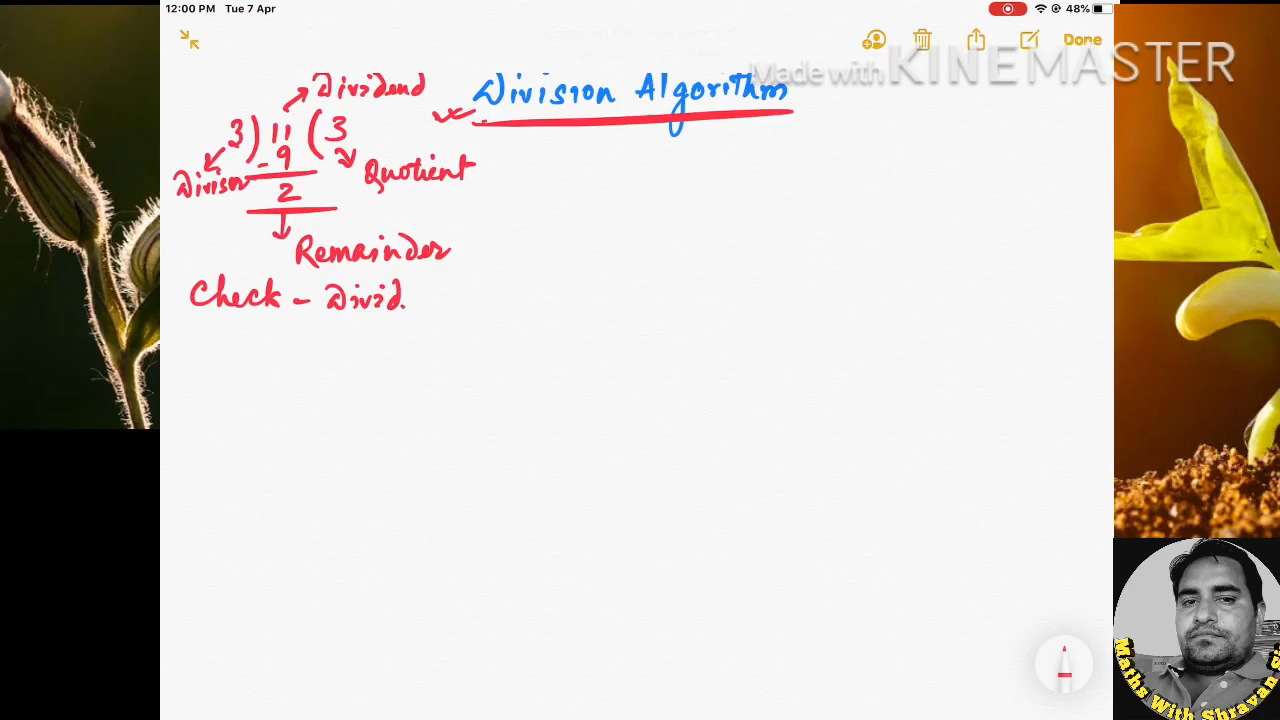 12:00 PM Tue 7 Apr
48%
Done
Made with KINEMASTER
Division Algorithm
Dividend
3 ) 11 ( 3
- 9
Divisor
Quotient
2
Remainder
Check - Divid.
Maths With Shravan Si